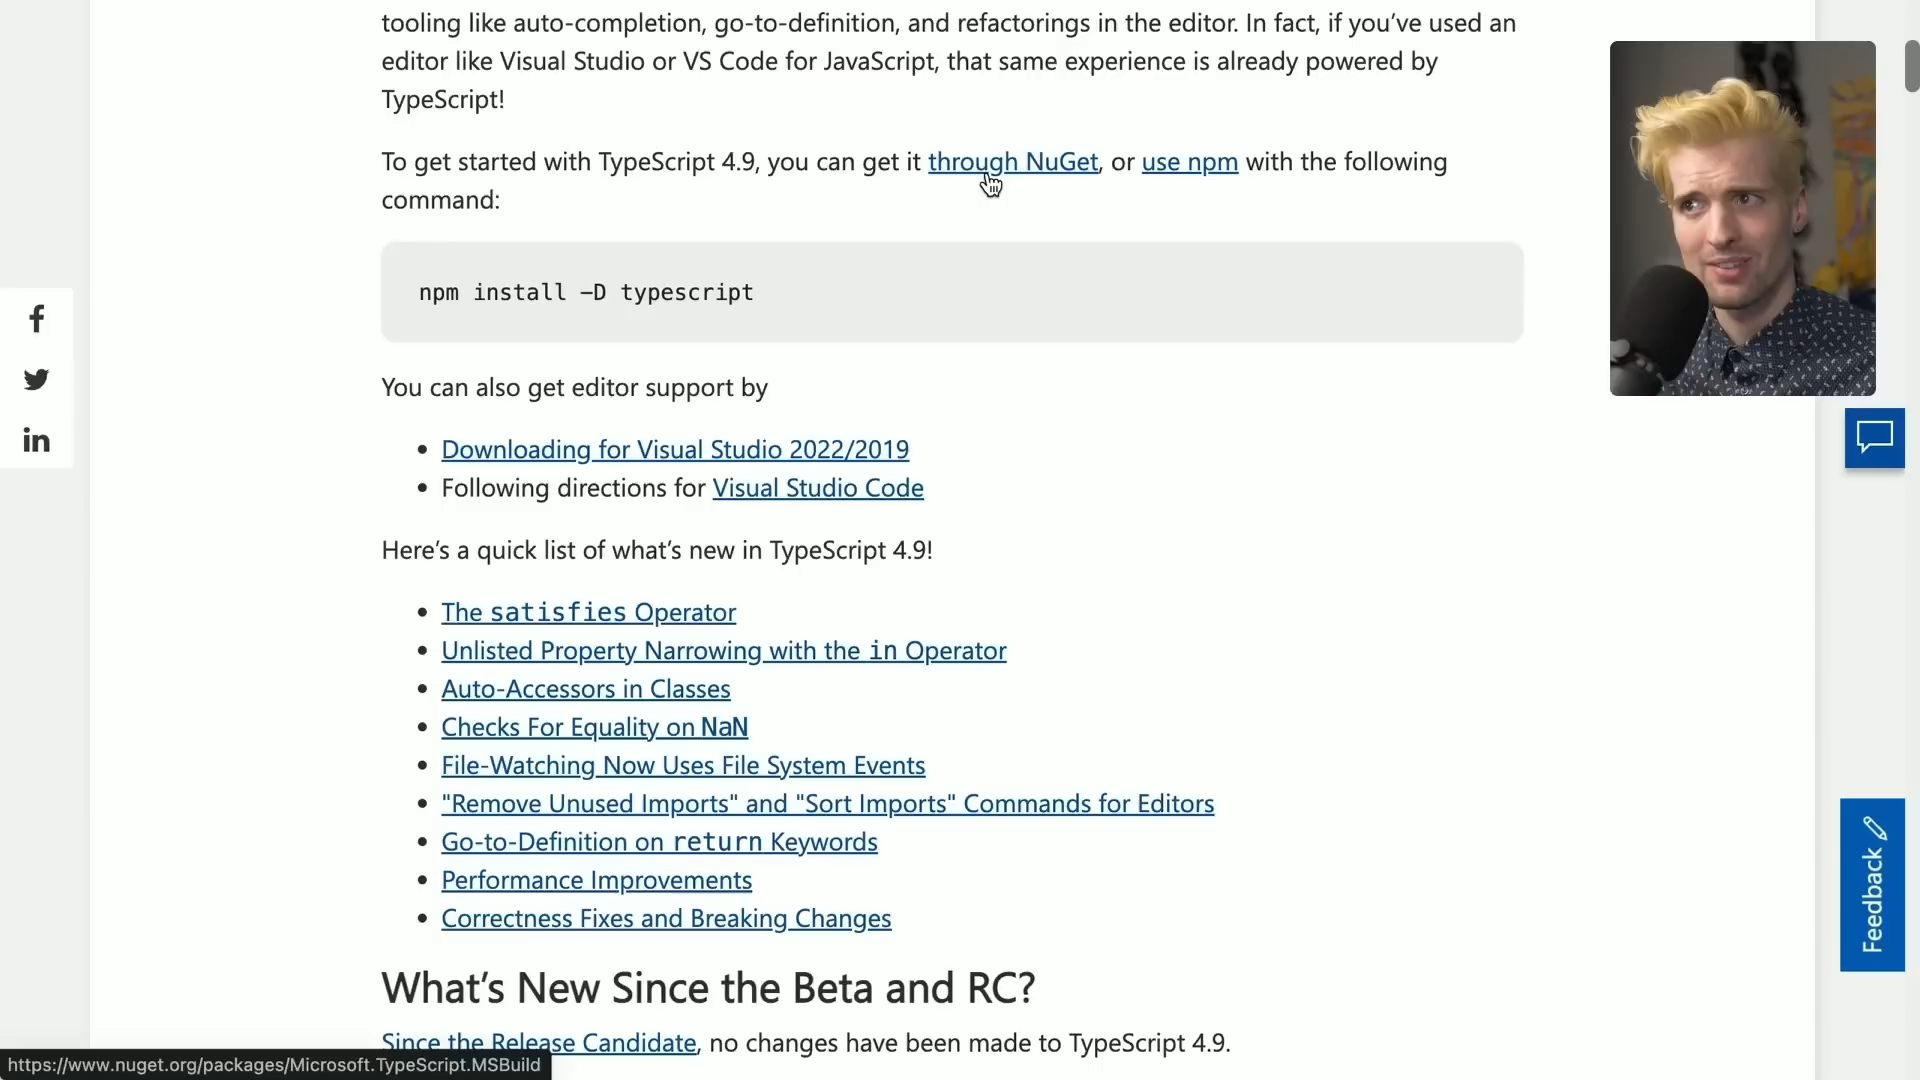 tooling like auto-completion, go-to-definition, and refactorings in the editor. In fact, if you’ve used an
editor like Visual Studio or VS Code for JavaScript, that same experience is already powered by
TypeScript!
To get started with TypeScript 4.9, you can get it through NuGet, or use npm with the following
command:
npm install -D typescript
You can also get editor support by
• Downloading for Visual Studio 2022/2019
• Following directions for Visual Studio Code
Here’s a quick list of what’s new in TypeScript 4.9!
• The satisfies Operator
• Unlisted Property Narrowing with the in Operator
• Auto-Accessors in Classes
• Checks For Equality on NaN
• File-Watching Now Uses File System Events
• "Remove Unused Imports" and "Sort Imports" Commands for Editors
• Go-to-Definition on return Keywords
• Performance Improvements
• Correctness Fixes and Breaking Changes
What’s New Since the Beta and RC?
Since the Release Candidate, no changes have been made to TypeScript 4.9.
https://www.nuget.org/packages/Microsoft.TypeScript.MSBuild
Feedback